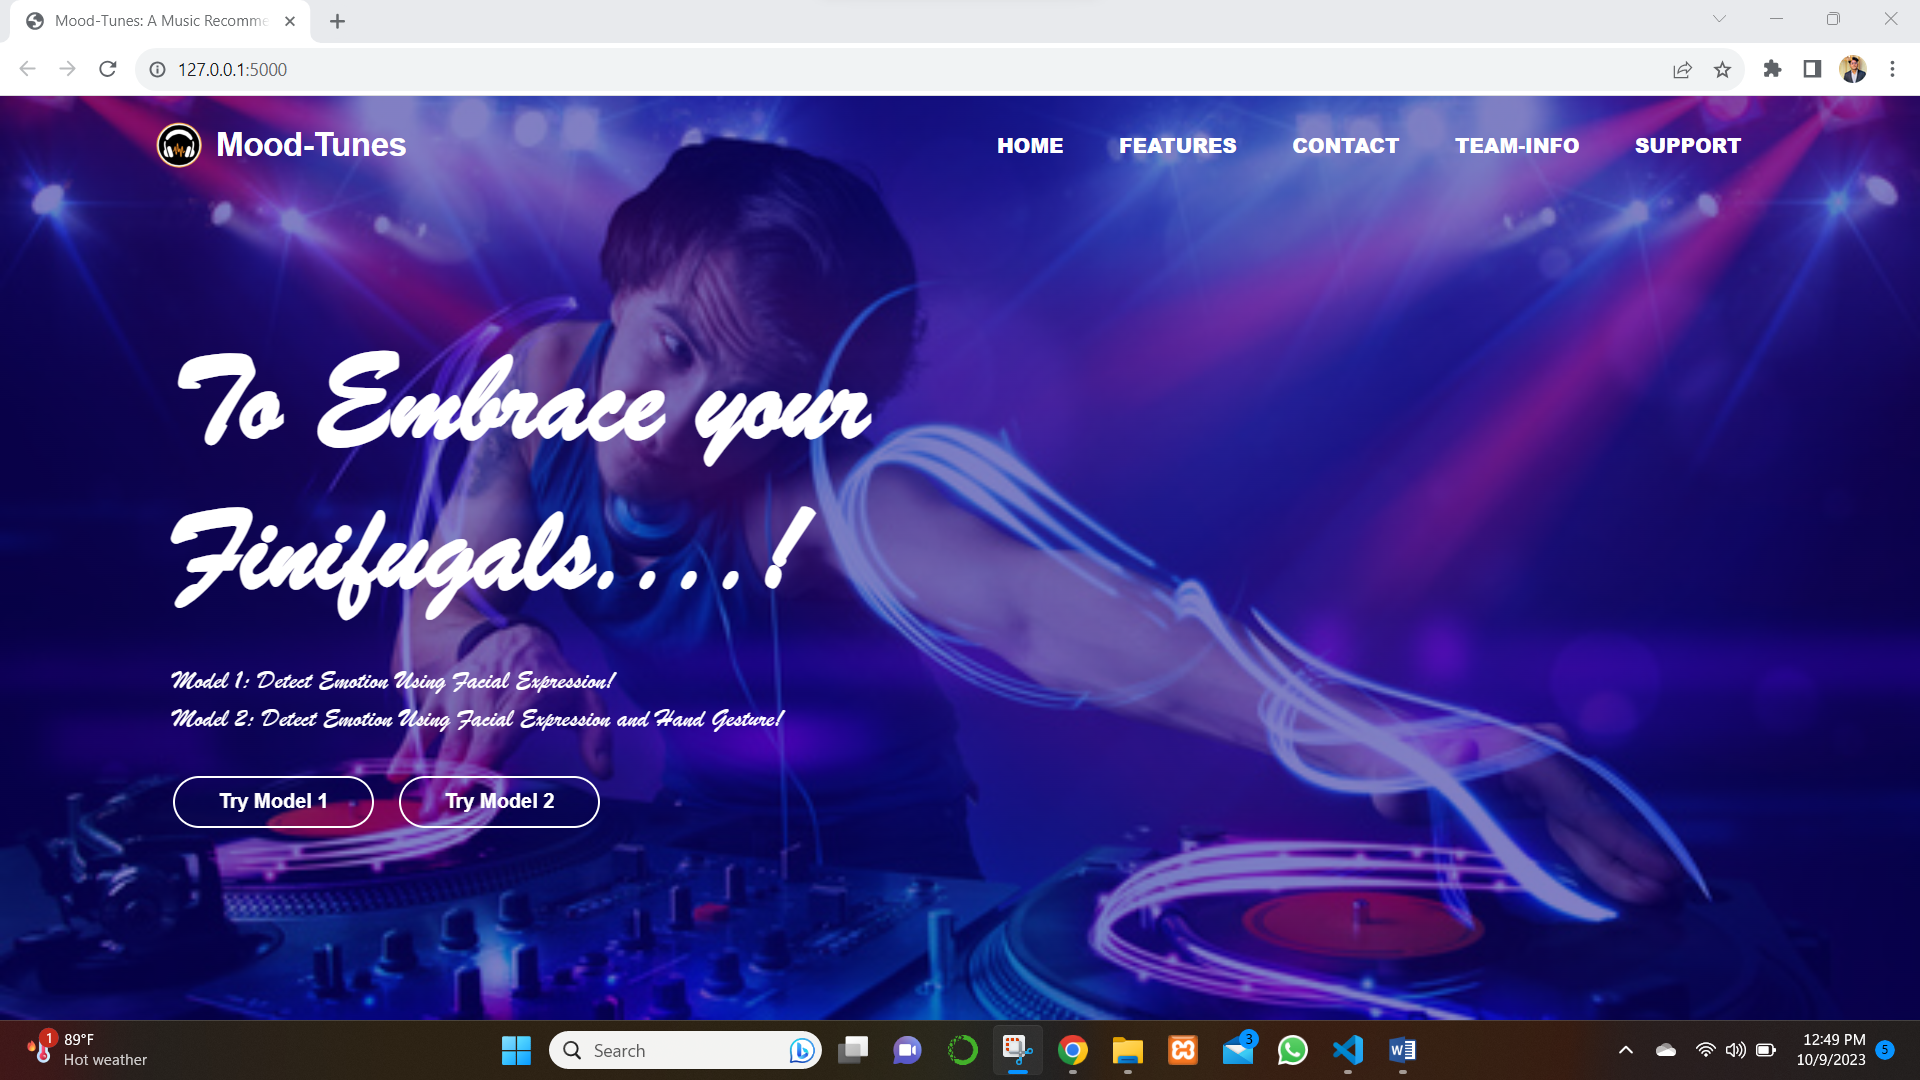 Mood-Tunes: A Music Recomme
127.0.0.1:5000
Mood-Tunes
HOME FEATURES CONTACT TEAM-INFO SUPPORT
To Embrace your
Finifugals....!
Model 1: Detect Emotion Using Facial Expression!
Model 2: Detect Emotion Using Facial Expression and Hand Gesture!
Try Model 1 Try Model 2
1
89°F
Hot weather
Search
3
12:49 PM
10/9/2023
5